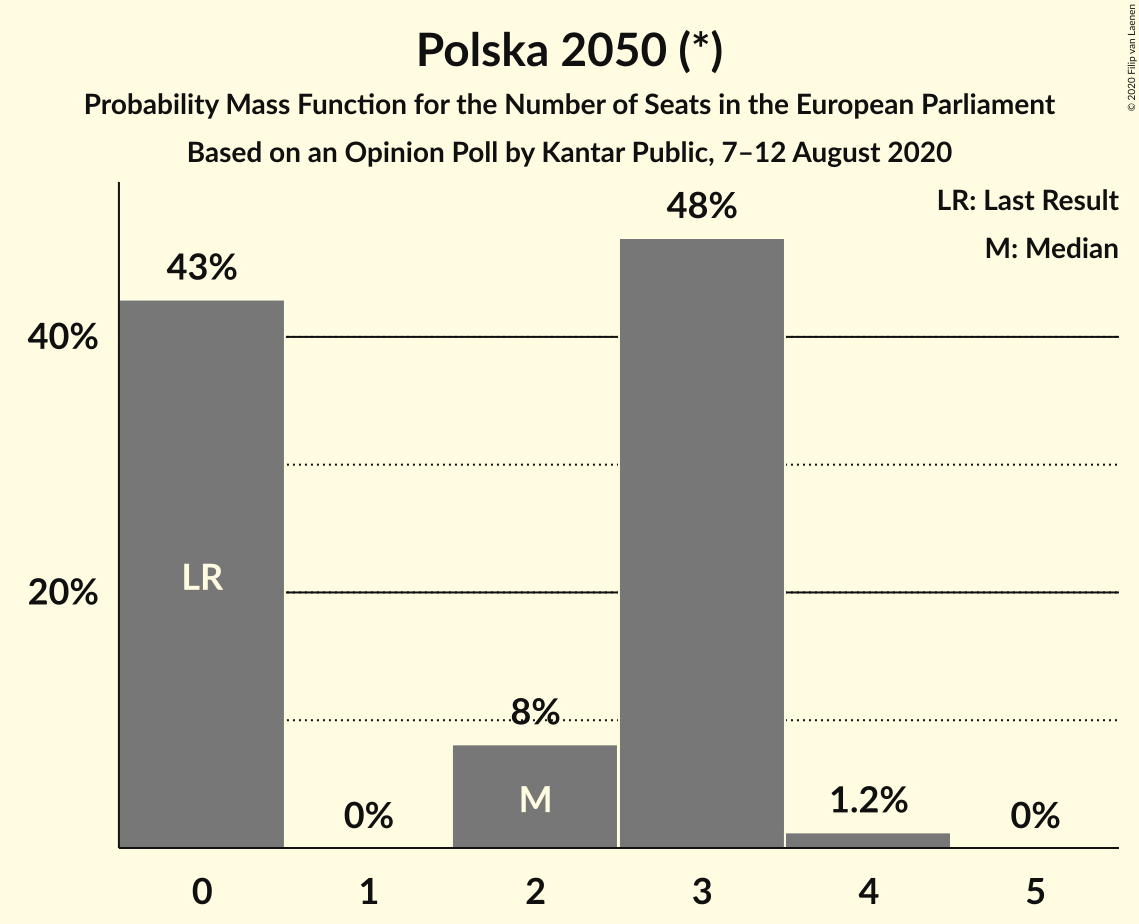 Polska 2050 (*)
Probability Mass Function for the Number of Seats in the European Parliament
Based on an Opinion Poll by Kantar Public, 7–12 August 2020
© 2020 Filip van Laenen
LR: Last Result
M: Median
48%
43%
40%
20%
LR
8%
M
0%
1.2%
0%
0 1 2 3 4 5